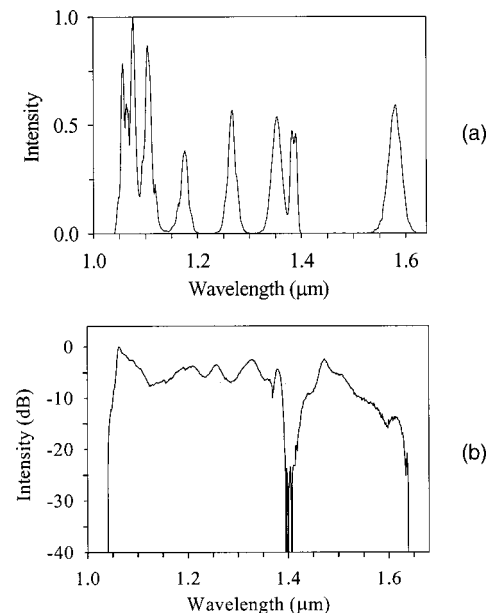 1.0
0.5
0.0
Intensity
1.0 1.2 1.4 1.6
Wavelength (μm)
(a)
0
-10
-20
-30
-40
Intensity (dB)
1.0 1.2 1.4 1.6
Wavelength (μm)
(b)